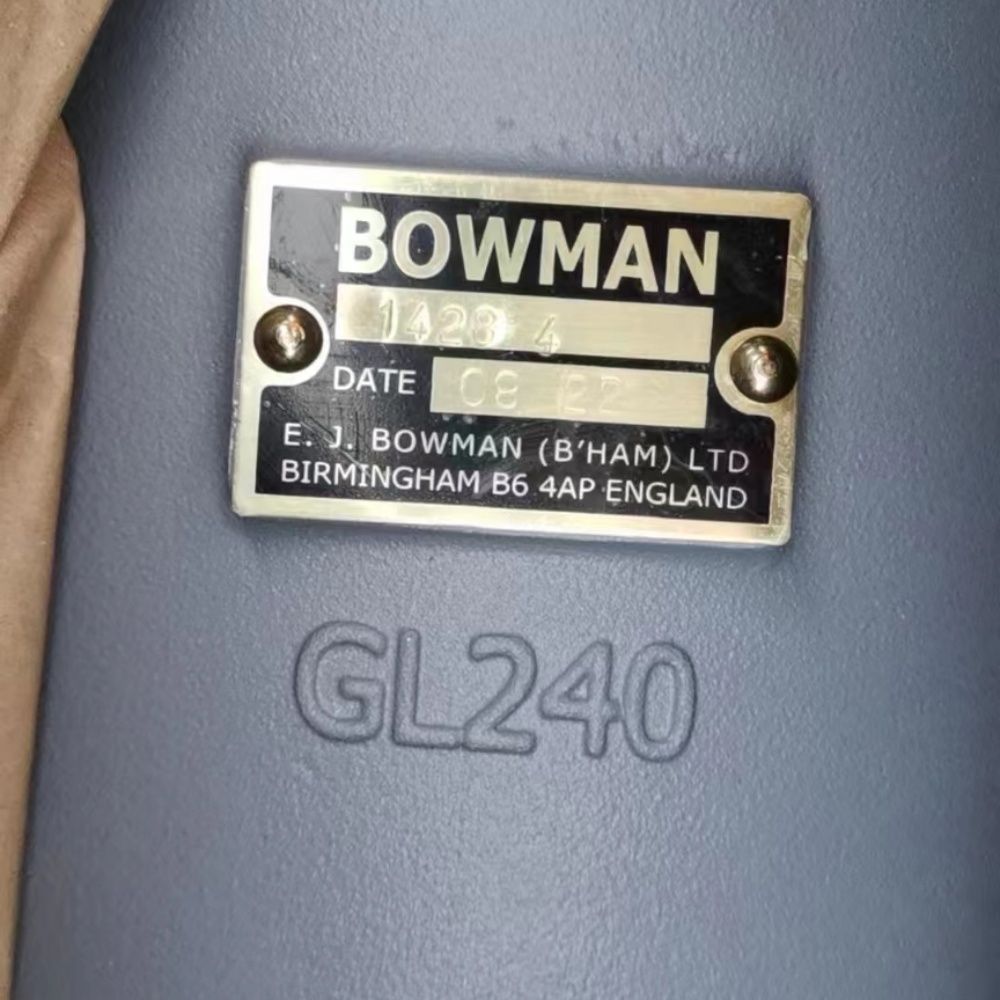 BOWMAN
1428 4
DATE 08 22
E. J. BOWMAN (B'HAM) LTD
BIRMINGHAM B6 4AP ENGLAND
GL240